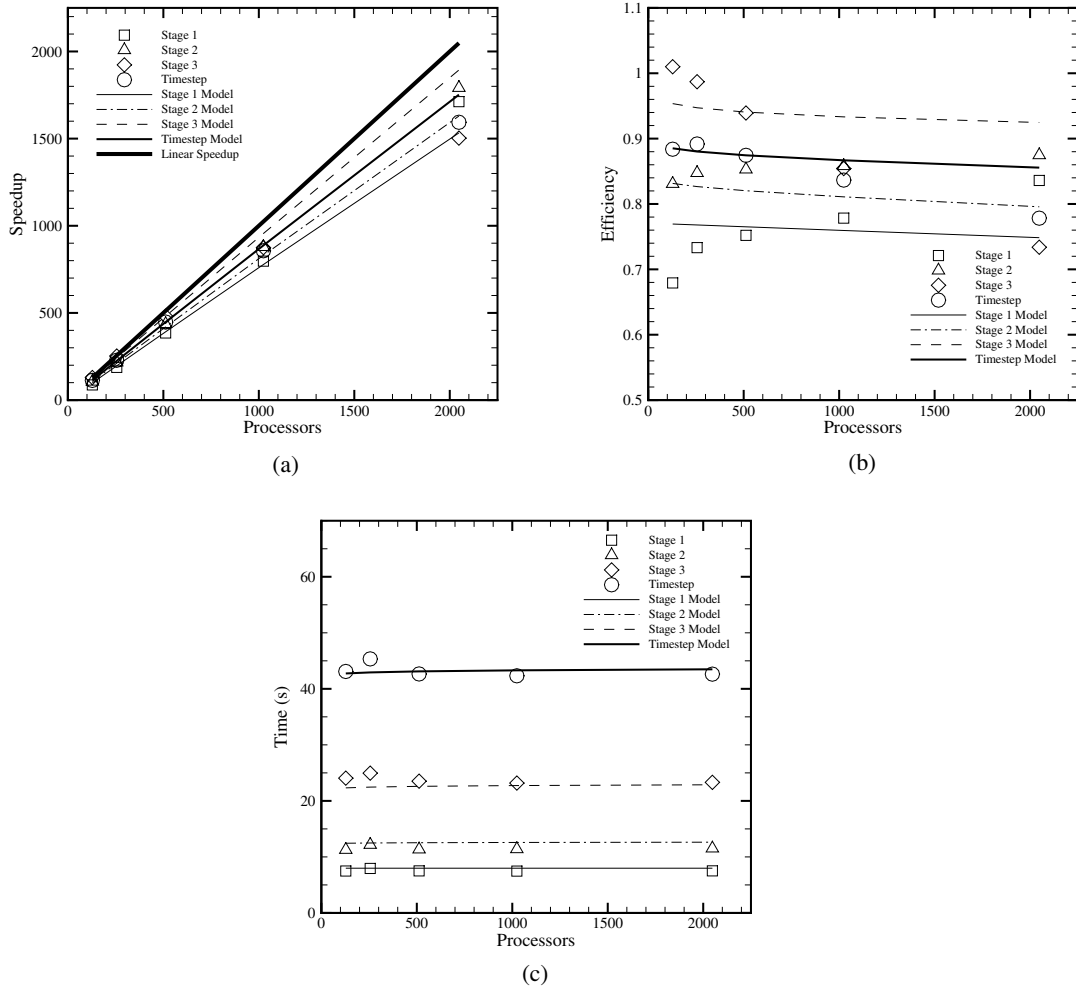 2000
1500
1000
500
0
Speedup
Stage 1
Stage 2
Stage 3
Timestep
Stage 1 Model
Stage 2 Model
Stage 3 Model
Timestep Model
Linear Speedup
0 500 1000 1500 2000
Processors
(a)
1.1
1
0.9
0.8
0.7
0.6
0.5
Efficiency
Stage 1
Stage 2
Stage 3
Timestep
Stage 1 Model
Stage 2 Model
Stage 3 Model
Timestep Model
0 500 1000 1500 2000
Processors
(b)
60
40
20
0
Time (s)
Stage 1
Stage 2
Stage 3
Timestep
Stage 1 Model
Stage 2 Model
Stage 3 Model
Timestep Model
0 500 1000 1500 2000
Processors
(c)